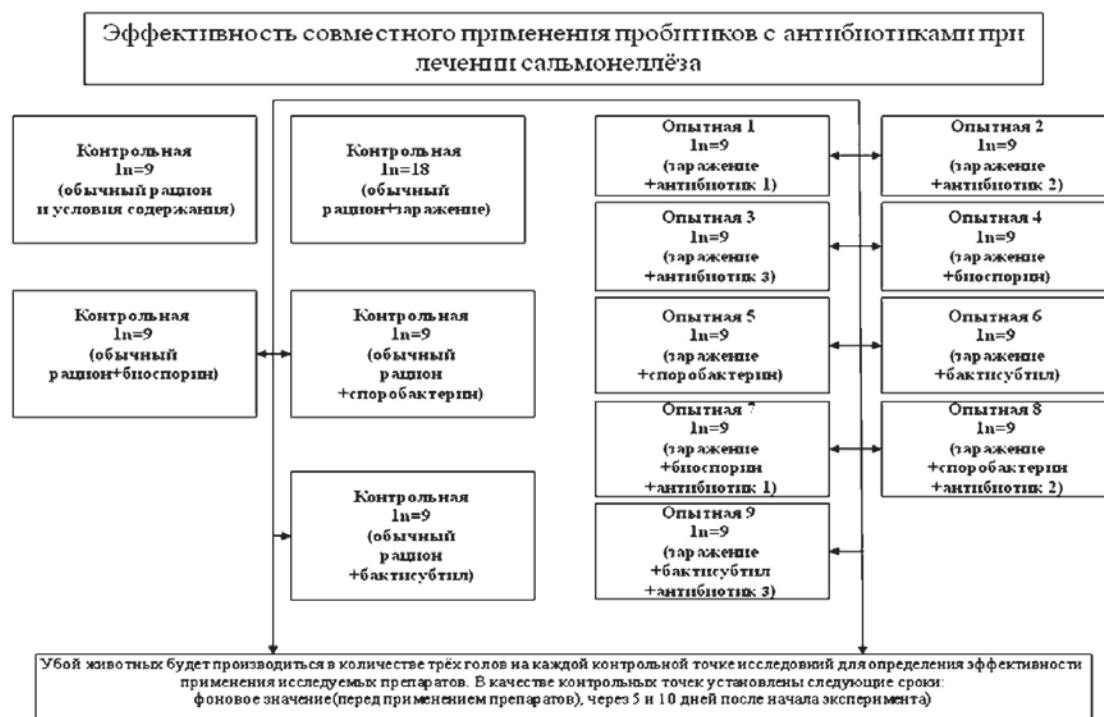 Эффективность совместного применения пробитиков с антибиотиками при
лечении сальмонеллёза
Контрольная
1n=9
(обычный рацион
и условия содержания)
Контрольная
1n=18
(обычный
рацион+заражение)
Опытная 1
1n=9
(заражение
+антибиотик 1)
Опытная 2
1n=9
(заражение
+антибиотик 2)
Опытная 3
1n=9
(заражение
+антибиотик 3)
Опытная 4
1n=9
(заражение
+биоспорин)
Контрольная
1n=9
(обычный
рацион+биоспорин)
Контрольная
1n=9
(обычный
рацион
+споробактерин)
Опытная 5
1n=9
(заражение
+споробактерин)
Опытная 6
1n=9
(заражение
+бактисубтил)
Опытная 7
1n=9
(заражение
+биоспорин
+антибиотик 1)
Опытная 8
1n=9
(заражение
+споробактерин
+антибиотик 2)
Контрольная
1n=9
(обычный
рацион
+бактисубтил)
Опытная 9
1n=9
(заражение
+бактисубтил
+антибиотик 3)
Убой животных будет производиться в количестве трёх голов на каждой контрольной точке исследовний для определения эффективности
применения исследуемых препаратов. В качестве контрольных точек установлены следующие сроки:
фоновое значение(перед применением препаратов), через 5 и 10 дней после начала эксперимента)